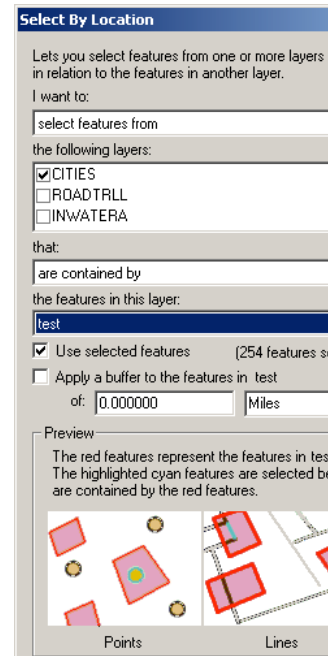 Select By Location
Lets you select features from one or more layers
in relation to the features in another layer.
I want to:
select features from
the following layers:
CITIES
ROADTRLL
INWATERA
that:
are contained by
the features in this layer:
test
Use selected features (254 features
Apply a buffer to the features in test
of: 0.000000 Miles
Preview
The red features represent the features in
The highlighted cyan features are selected
are contained by the red features.
Points Lines